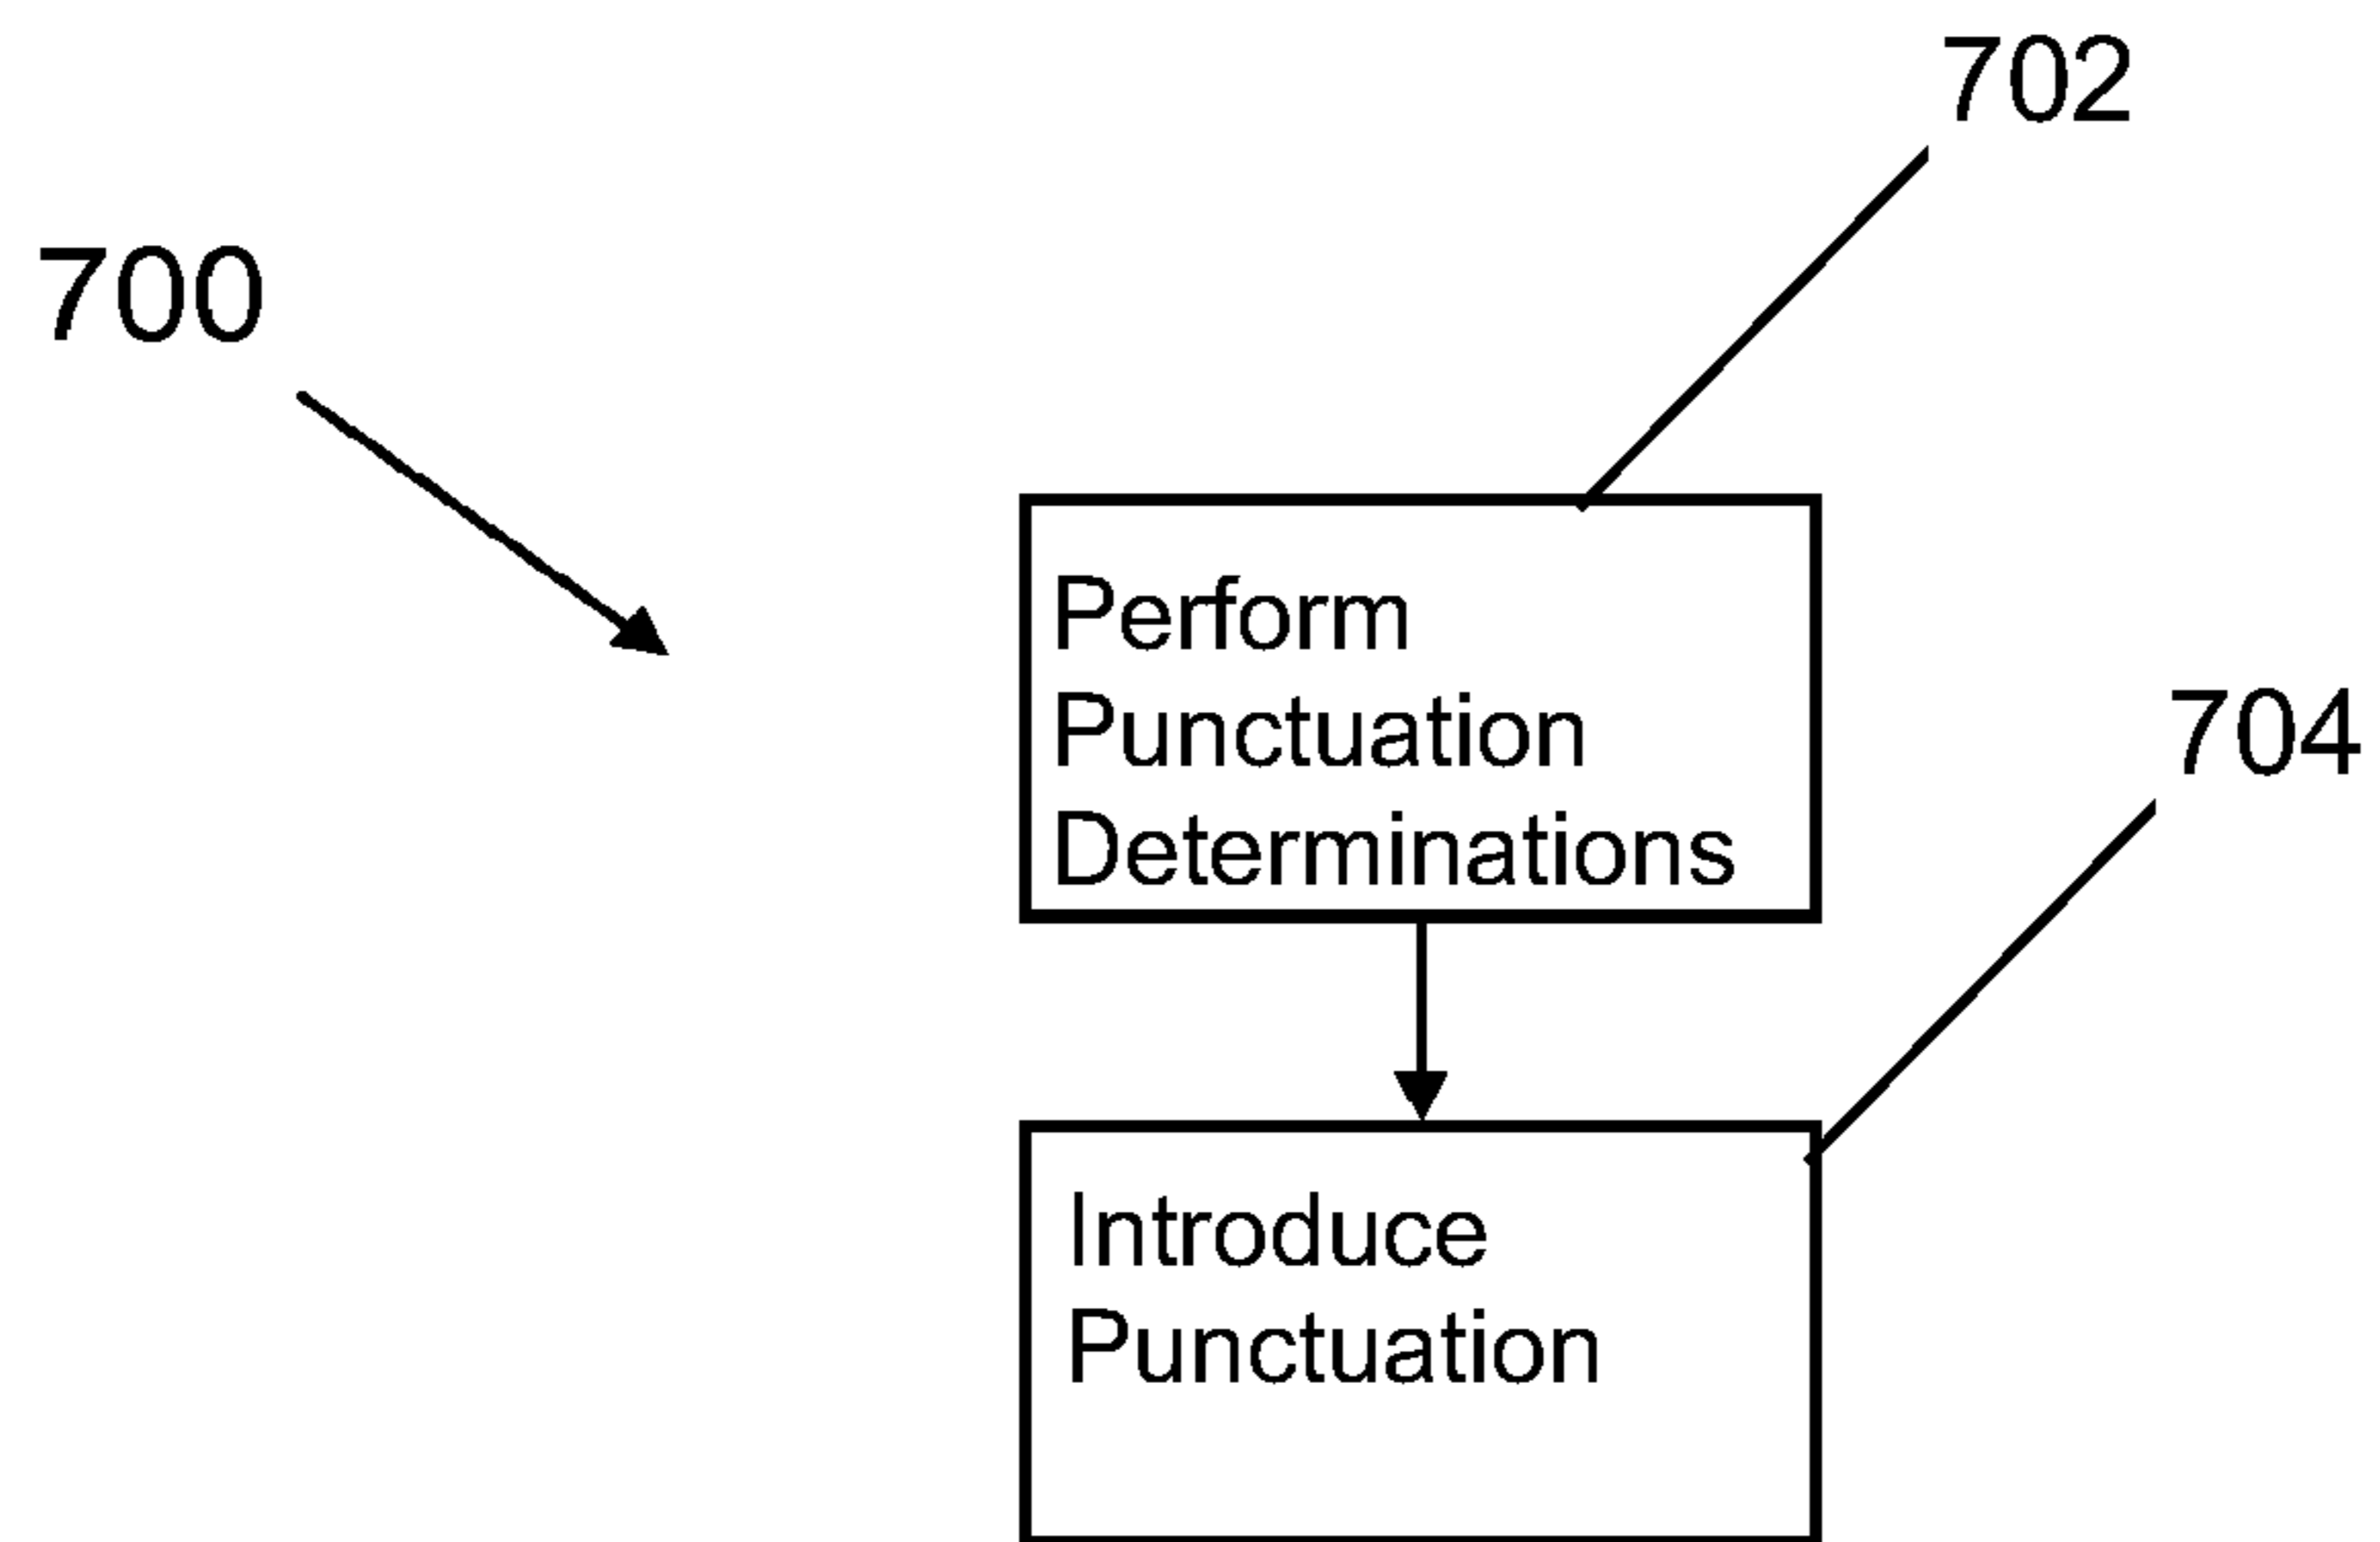 702
700
Perform
Punctuation
Determinations
704
Introduce
Punctuation